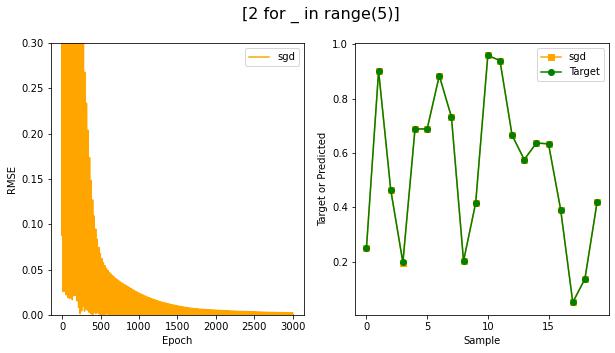 [2 for _ in range(5)]
RMSE
0.30
0.25
0.20
0.15
0.10
0.05
0.00
0 500 1000 1500 2000 2500 3000
Epoch
sgd
Target or Predicted
1.0
0.8
0.6
0.4
0.2
0 5 10 15
Sample
sgd
Target